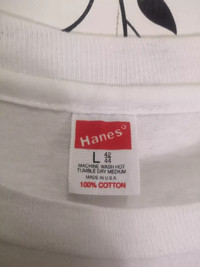 Hanes®
L 42 44
MACHINE WASH HOT
TUMBLE DRY MEDIUM
MADE IN U.S.A.
100% COTTON